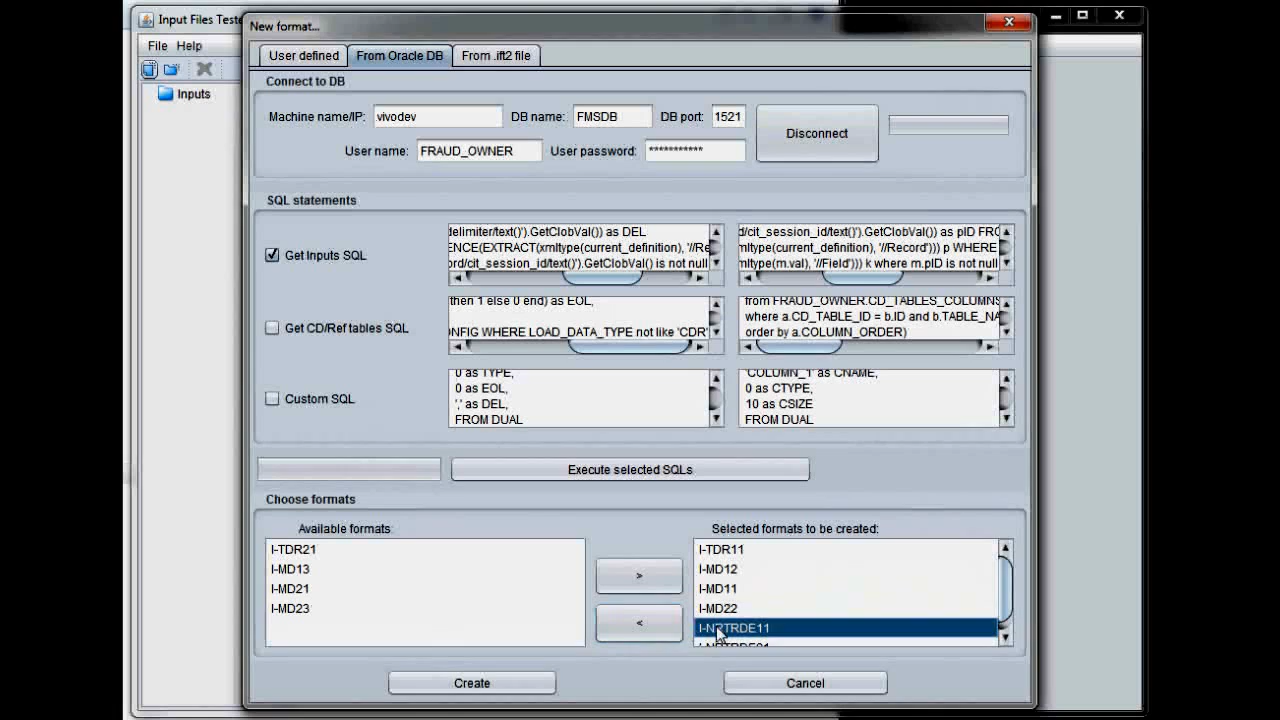 Input Files Teste
New format...
File Help
Inputs
User defined From Oracle DB From .ift2 file
Connect to DB
Machine name/IP: vivodev DB name: FMSDB DB port: 1521 Disconnect
User name: FRAUD_OWNER User password: ***********
SQL statements
Get Inputs SQL
delimiter/text()').GetClobVal()) as DEL
ENCE(EXTRACT(xmltype(current_definition), '//Re
ord/cit_session_id/text()').GetClobVal() is not null
d/cit_session_id/text()').GetClobVal()) as pID FRO
mltype(current_definition), '//Record'))) p WHERE
mltype(m.val), '//Field'))) k where m.pID is not null
Get CD/Ref tables SQL
then 1 else 0 end) as EOL,
ONFIG WHERE LOAD_DATA_TYPE not like 'CDR'
from FRAUD_OWNER.CD_TABLES_COLUMNS
where a.CD_TABLE_ID = b.ID and b.TABLE_NA
order by a.COLUMN_ORDER)
Custom SQL
0 as TYPE,
0 as EOL,
',' as DEL,
FROM DUAL
'COLUMN_1' as CNAME,
0 as CTYPE,
10 as CSIZE
FROM DUAL
Execute selected SQLs
Choose formats
Available formats:
I-TDR21
I-MD13
I-MD21
I-MD23
>
<
Selected formats to be created:
I-TDR11
I-MD12
I-MD11
I-MD22
I-NRTRDE11
I-NRTRDE21
Create Cancel